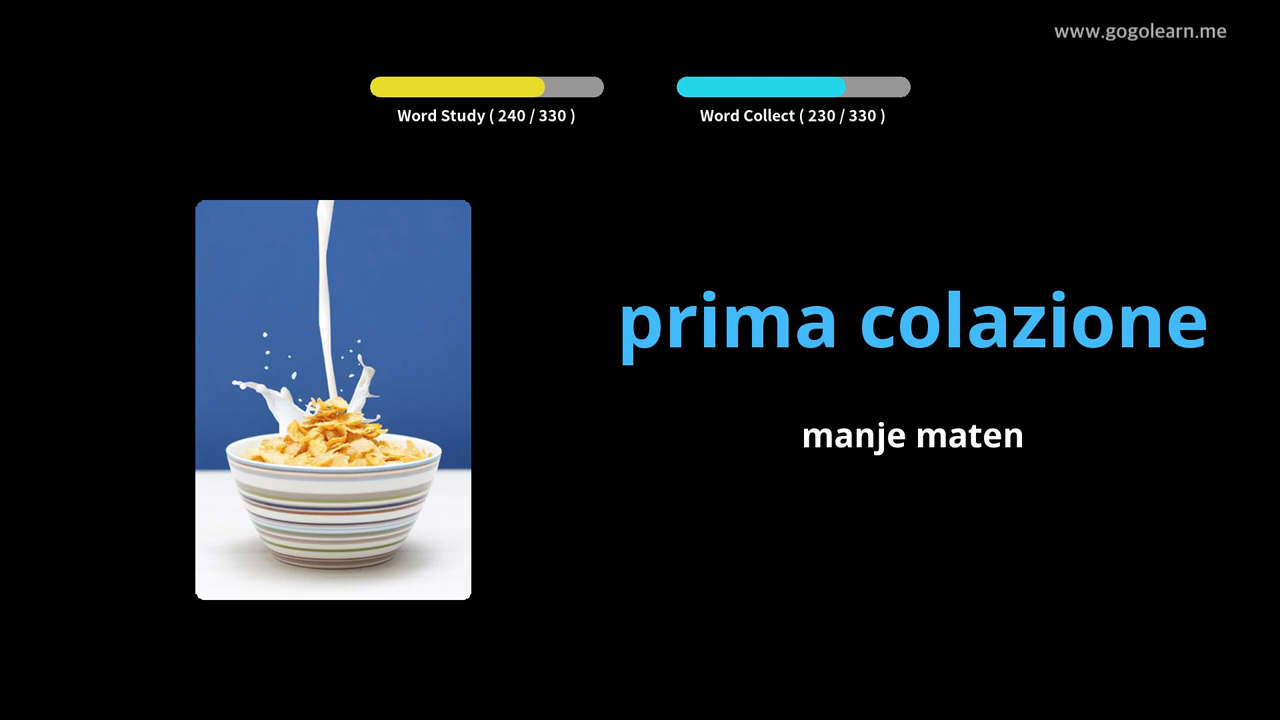 www.gogolearn.me
Word Study ( 240 / 330 )
Word Collect ( 230 / 330 )
prima colazione
manje maten